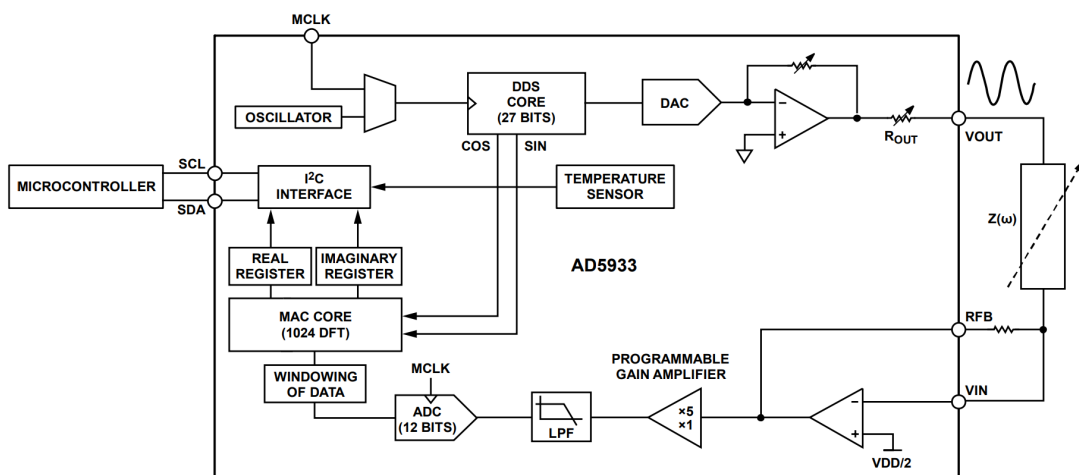 MCLK
OSCILLATOR
DDS
CORE
(27 BITS)
COS
SIN
DAC
−
+
ROUT
VOUT
MICROCONTROLLER
SCL
SDA
I2C
INTERFACE
TEMPERATURE
SENSOR
Z(ω)
REAL
REGISTER
IMAGINARY
REGISTER
AD5933
MAC CORE
(1024 DFT)
RFB
WINDOWING
OF DATA
MCLK
ADC
(12 BITS)
LPF
PROGRAMMABLE
GAIN AMPLIFIER
×5
×1
−
+
VIN
VDD/2